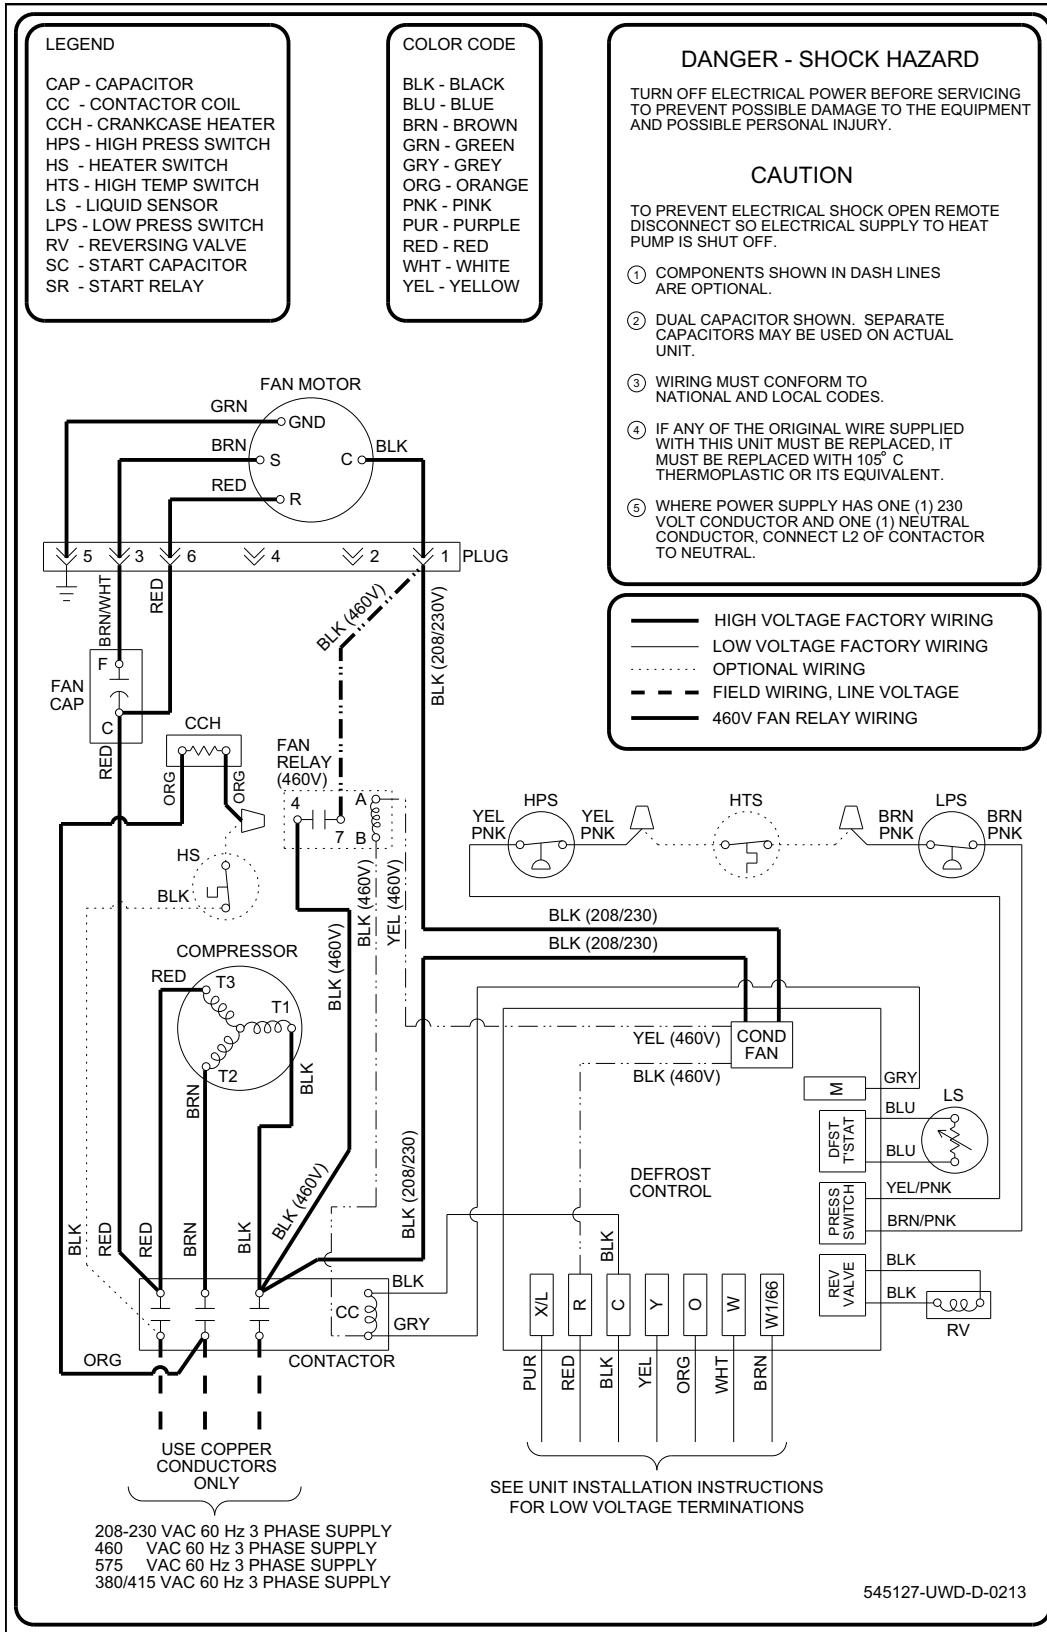 LEGEND
CAP - CAPACITOR
CC - CONTACTOR COIL
CCH - CRANKCASE HEATER
HPS - HIGH PRESS SWITCH
HS - HEATER SWITCH
HTS - HIGH TEMP SWITCH
LS - LIQUID SENSOR
LPS - LOW PRESS SWITCH
RV - REVERSING VALVE
SC - START CAPACITOR
SR - START RELAY
COLOR CODE
BLK - BLACK
BLU - BLUE
BRN - BROWN
GRN - GREEN
GRY - GREY
ORG - ORANGE
PNK - PINK
PUR - PURPLE
RED - RED
WHT - WHITE
YEL - YELLOW
DANGER - SHOCK HAZARD
TURN OFF ELECTRICAL POWER BEFORE SERVICING
TO PREVENT POSSIBLE DAMAGE TO THE EQUIPMENT
AND POSSIBLE PERSONAL INJURY.
CAUTION
TO PREVENT ELECTRICAL SHOCK OPEN REMOTE
DISCONNECT SO ELECTRICAL SUPPLY TO HEAT
PUMP IS SHUT OFF.
1 COMPONENTS SHOWN IN DASH LINES
ARE OPTIONAL.
2 DUAL CAPACITOR SHOWN. SEPARATE
CAPACITORS MAY BE USED ON ACTUAL
UNIT.
3 WIRING MUST CONFORM TO
NATIONAL AND LOCAL CODES.
4 IF ANY OF THE ORIGINAL WIRE SUPPLIED
WITH THIS UNIT MUST BE REPLACED, IT
MUST BE REPLACED WITH 105° C
THERMOPLASTIC OR ITS EQUIVALENT.
5 WHERE POWER SUPPLY HAS ONE (1) 230
VOLT CONDUCTOR AND ONE (1) NEUTRAL
CONDUCTOR, CONNECT L2 OF CONTACTOR
TO NEUTRAL.
HIGH VOLTAGE FACTORY WIRING
LOW VOLTAGE FACTORY WIRING
OPTIONAL WIRING
FIELD WIRING, LINE VOLTAGE
460V FAN RELAY WIRING
FAN MOTOR
GRN
GND
BRN
S
C
BLK
RED
R
5
3
6
4
2
1
PLUG
BRN/WHT
RED
BLK (460V)
BLK (208/230V)
F
FAN
CAP
C
RED
CCH
ORG
ORG
FAN
RELAY
(460V)
4
A
7
B
HS
BLK
BLK (460V)
YEL (460V)
BLK (460V)
HPS
HTS
LPS
YEL
PNK
YEL
PNK
BRN
PNK
BRN
PNK
BLK (208/230)
BLK (208/230)
COMPRESSOR
RED
T3
T1
T2
BRN
BLK
YEL (460V)
COND
FAN
BLK (460V)
M
GRY
LS
BLU
DFST
T'STAT
BLU
DEFROST
CONTROL
YEL/PNK
PRESS
SWITCH
BRN/PNK
BLK
REV
VALVE
BLK
RV
BLK
RED
RED
BRN
BLK
BLK (460V)
BLK (208/230)
BLK
CC
BLK
GRY
X/L
R
C
Y
O
W
W1/66
ORG
CONTACTOR
PUR
RED
BLK
YEL
ORG
WHT
BRN
USE COPPER
CONDUCTORS
ONLY
SEE UNIT INSTALLATION INSTRUCTIONS
FOR LOW VOLTAGE TERMINATIONS
208-230 VAC 60 Hz 3 PHASE SUPPLY
460 VAC 60 Hz 3 PHASE SUPPLY
575 VAC 60 Hz 3 PHASE SUPPLY
380/415 VAC 60 Hz 3 PHASE SUPPLY
545127-UWD-D-0213